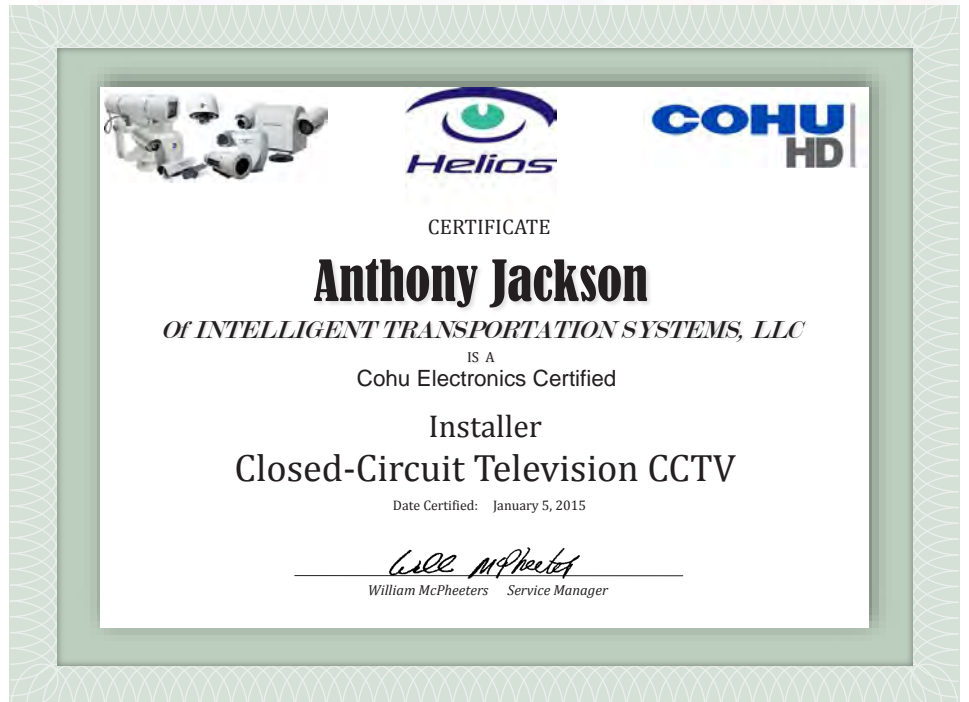 Helios
COHU
HD
CERTIFICATE
Anthony Jackson
Of INTELLIGENT TRANSPORTATION SYSTEMS, LLC
IS A
Cohu Electronics Certified
Installer
Closed-Circuit Television CCTV
Date Certified: January 5, 2015
Will McPheeters
William McPheeters Service Manager